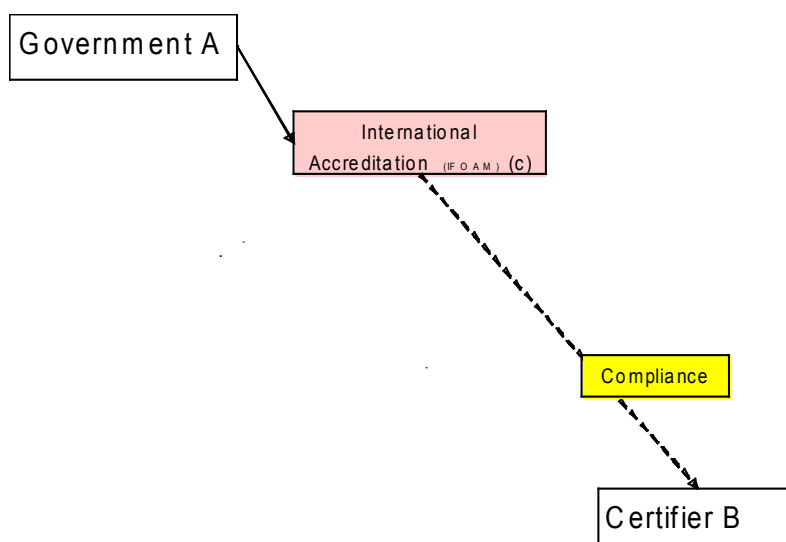 Government A
International
Accreditation (IFOAM) (c)
Compliance
Certifier B